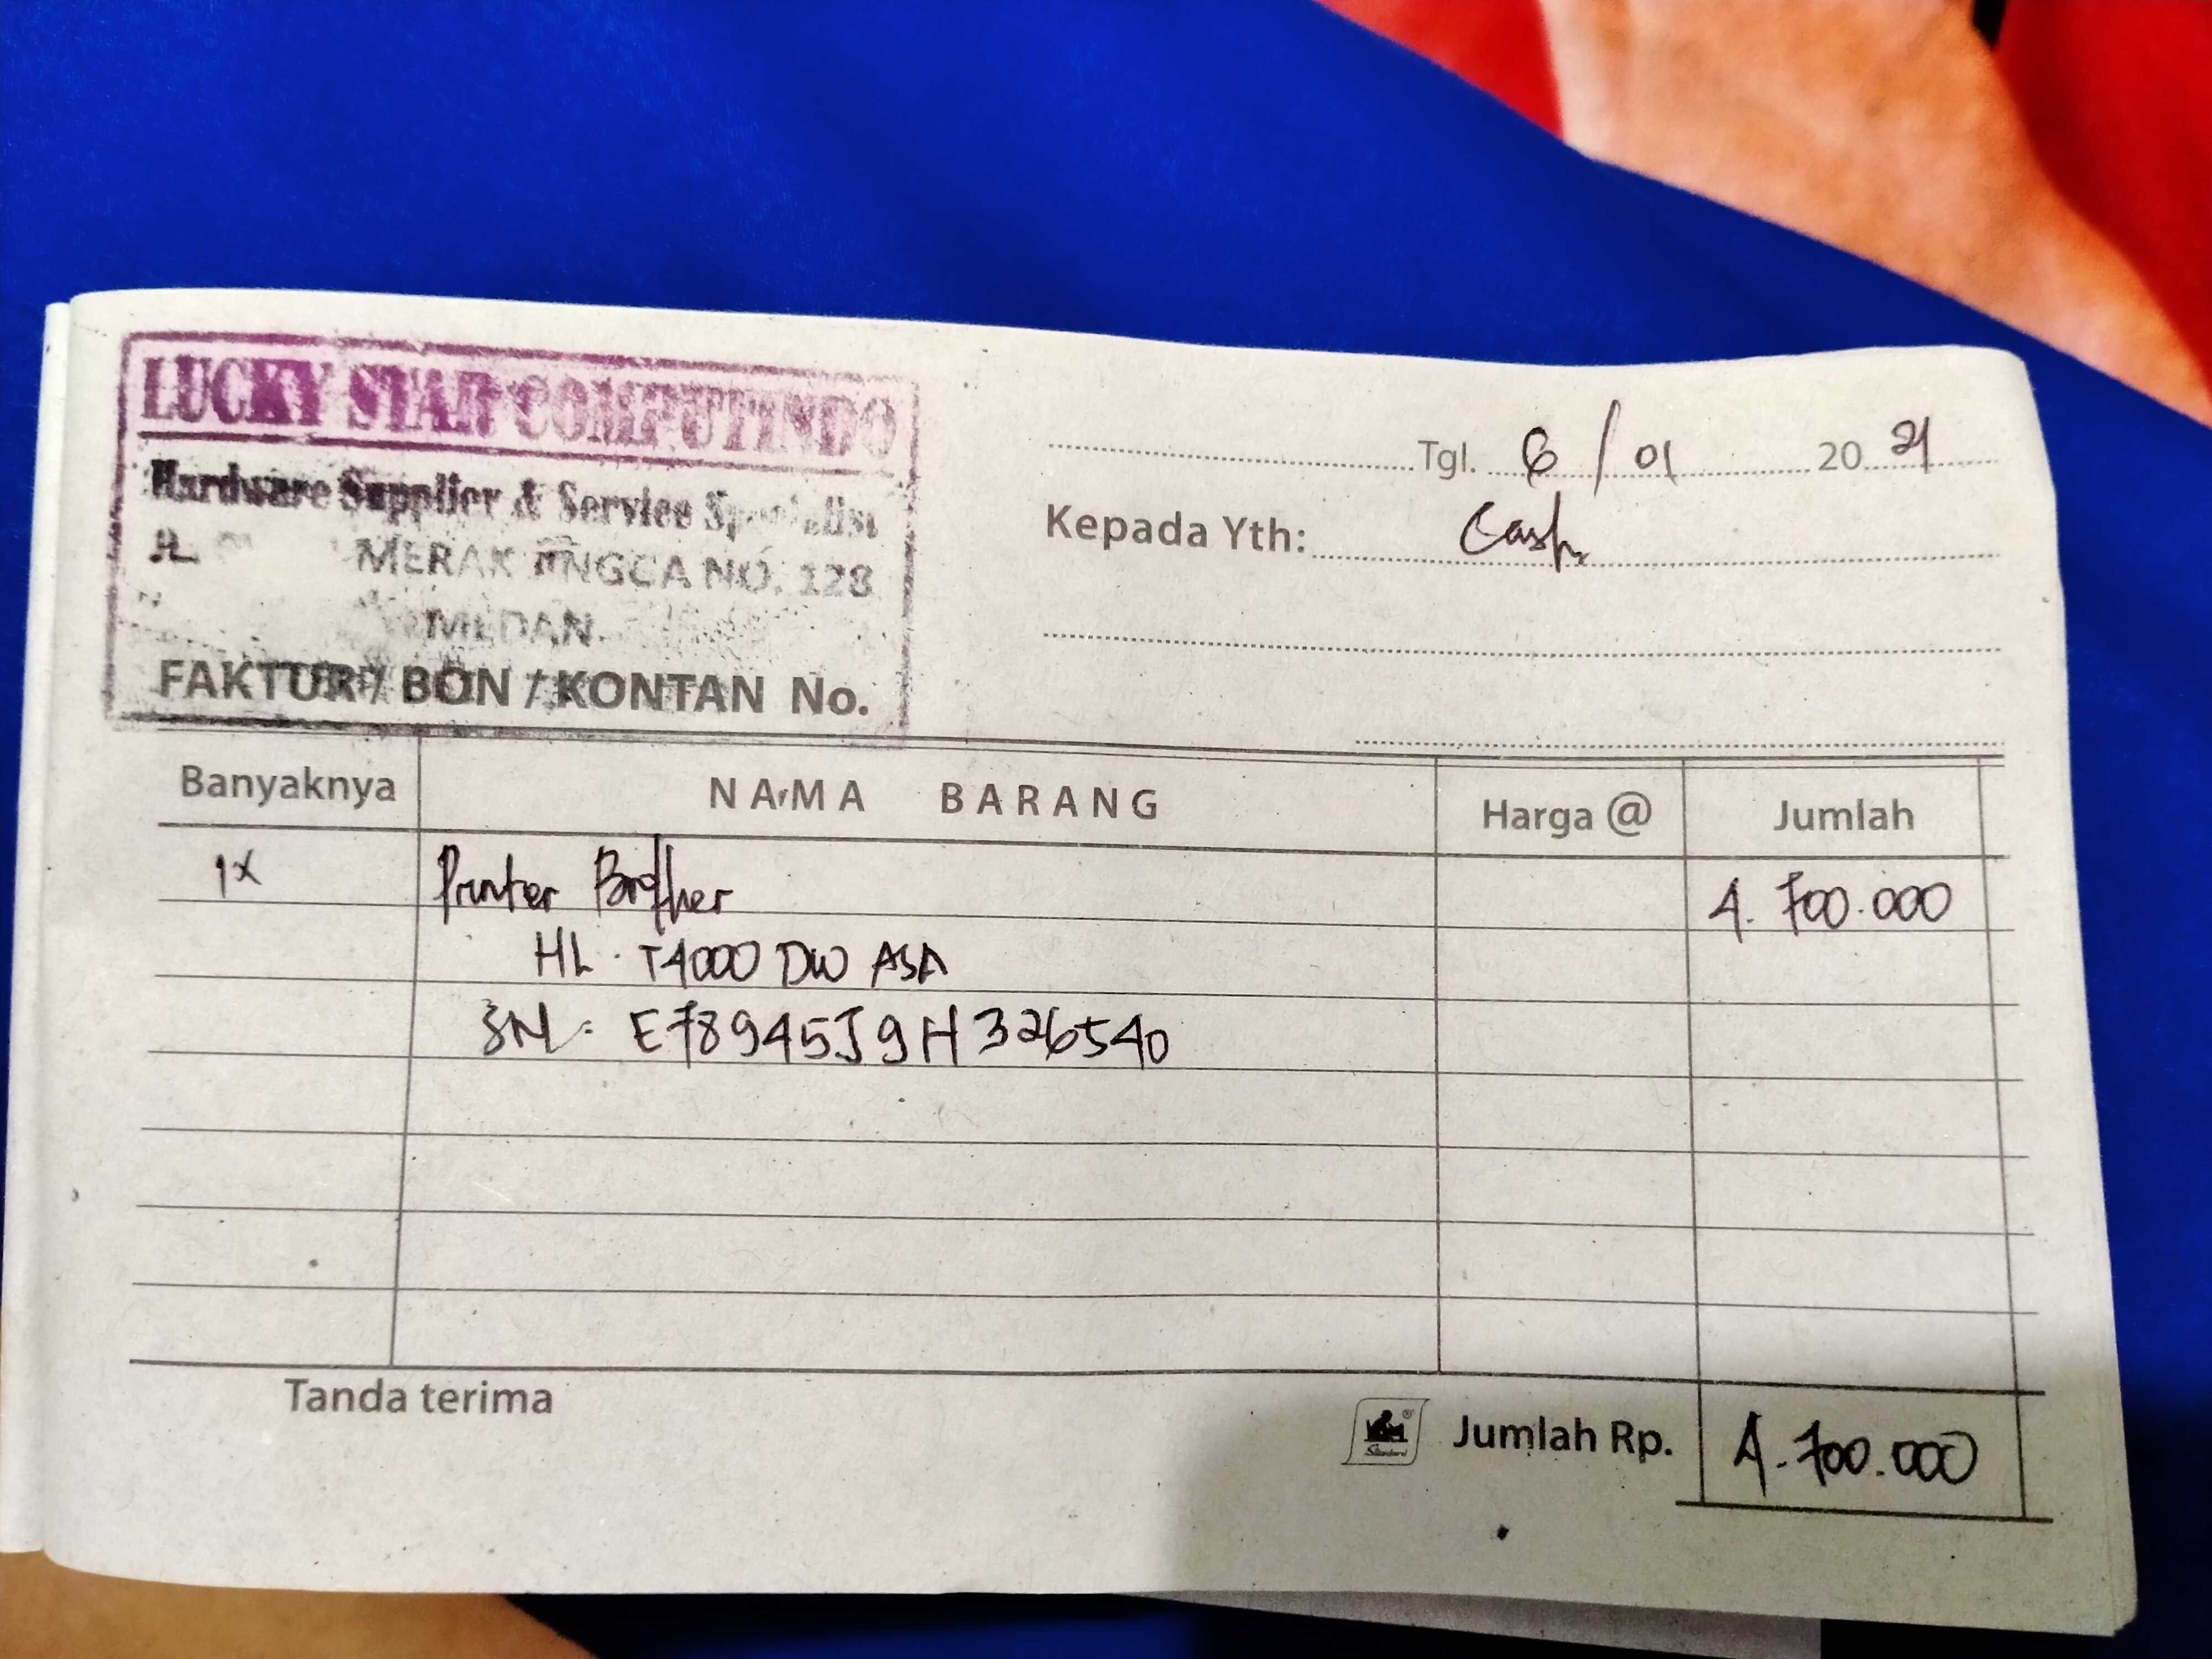 LUCKY STAR COMPUTINDO
Hardware Supplier & Service Specialist
JL. MERAK JINGGA NO. 128
MEDAN
FAKTUR / BON / KONTAN No.
Tgl. 6 / 01 20 21
Kepada Yth: Cash
Banyaknya NAMA BARANG Harga @ Jumlah
1x Printer Brother 4.700.000
HL. T4000 DW ASA
SN: E78945J9H326540
Tanda terima
Standard
Jumlah Rp. 4.700.000